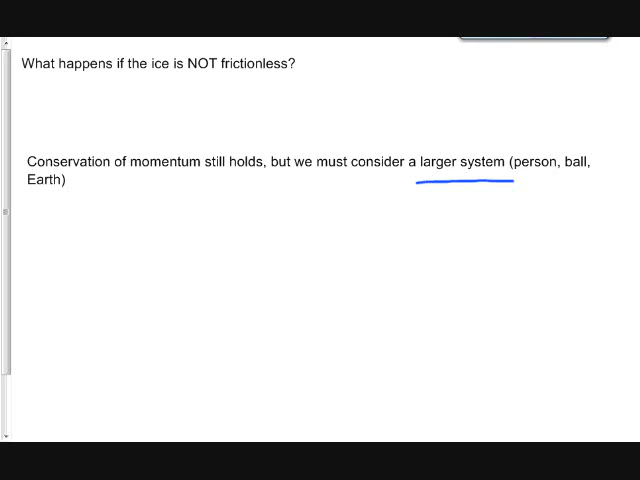 What happens if the ice is NOT frictionless?
Conservation of momentum still holds, but we must consider a larger system (person, ball,
Earth)